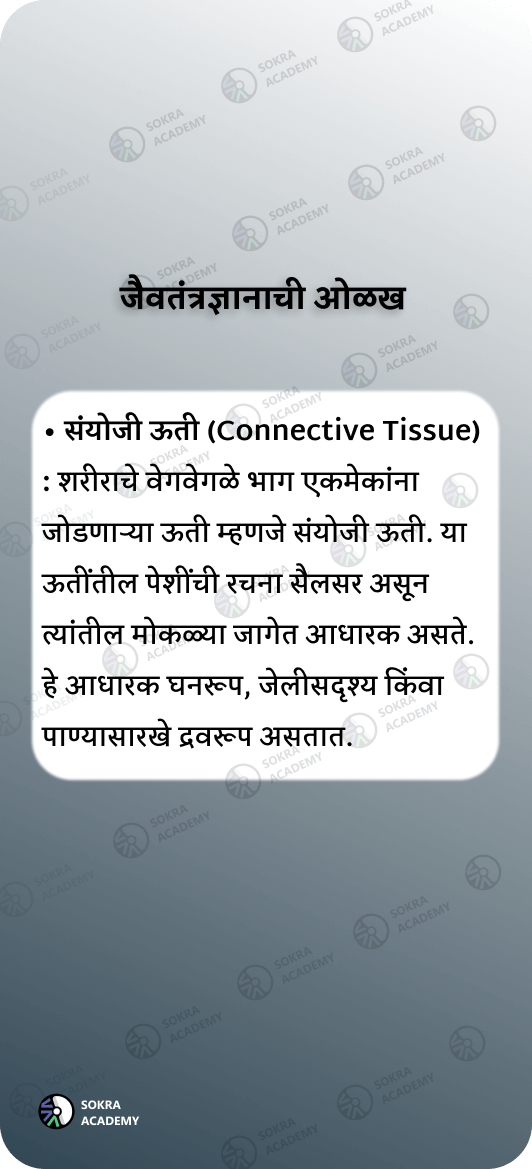 जैवतंत्रज्ञानाची ओळख
• संयोजी ऊती (Connective Tissue)
: शरीराचे वेगवेगळे भाग एकमेकांना
जोडणाऱ्या ऊती म्हणजे संयोजी ऊती. या
ऊतींतील पेशींची रचना सैलसर असून
त्यांतील मोकळ्या जागेत आधारक असते.
हे आधारक घनरूप, जेलीसदृश्य किंवा
पाण्यासारखे द्रवरूप असतात.
SOKRA
ACADEMY